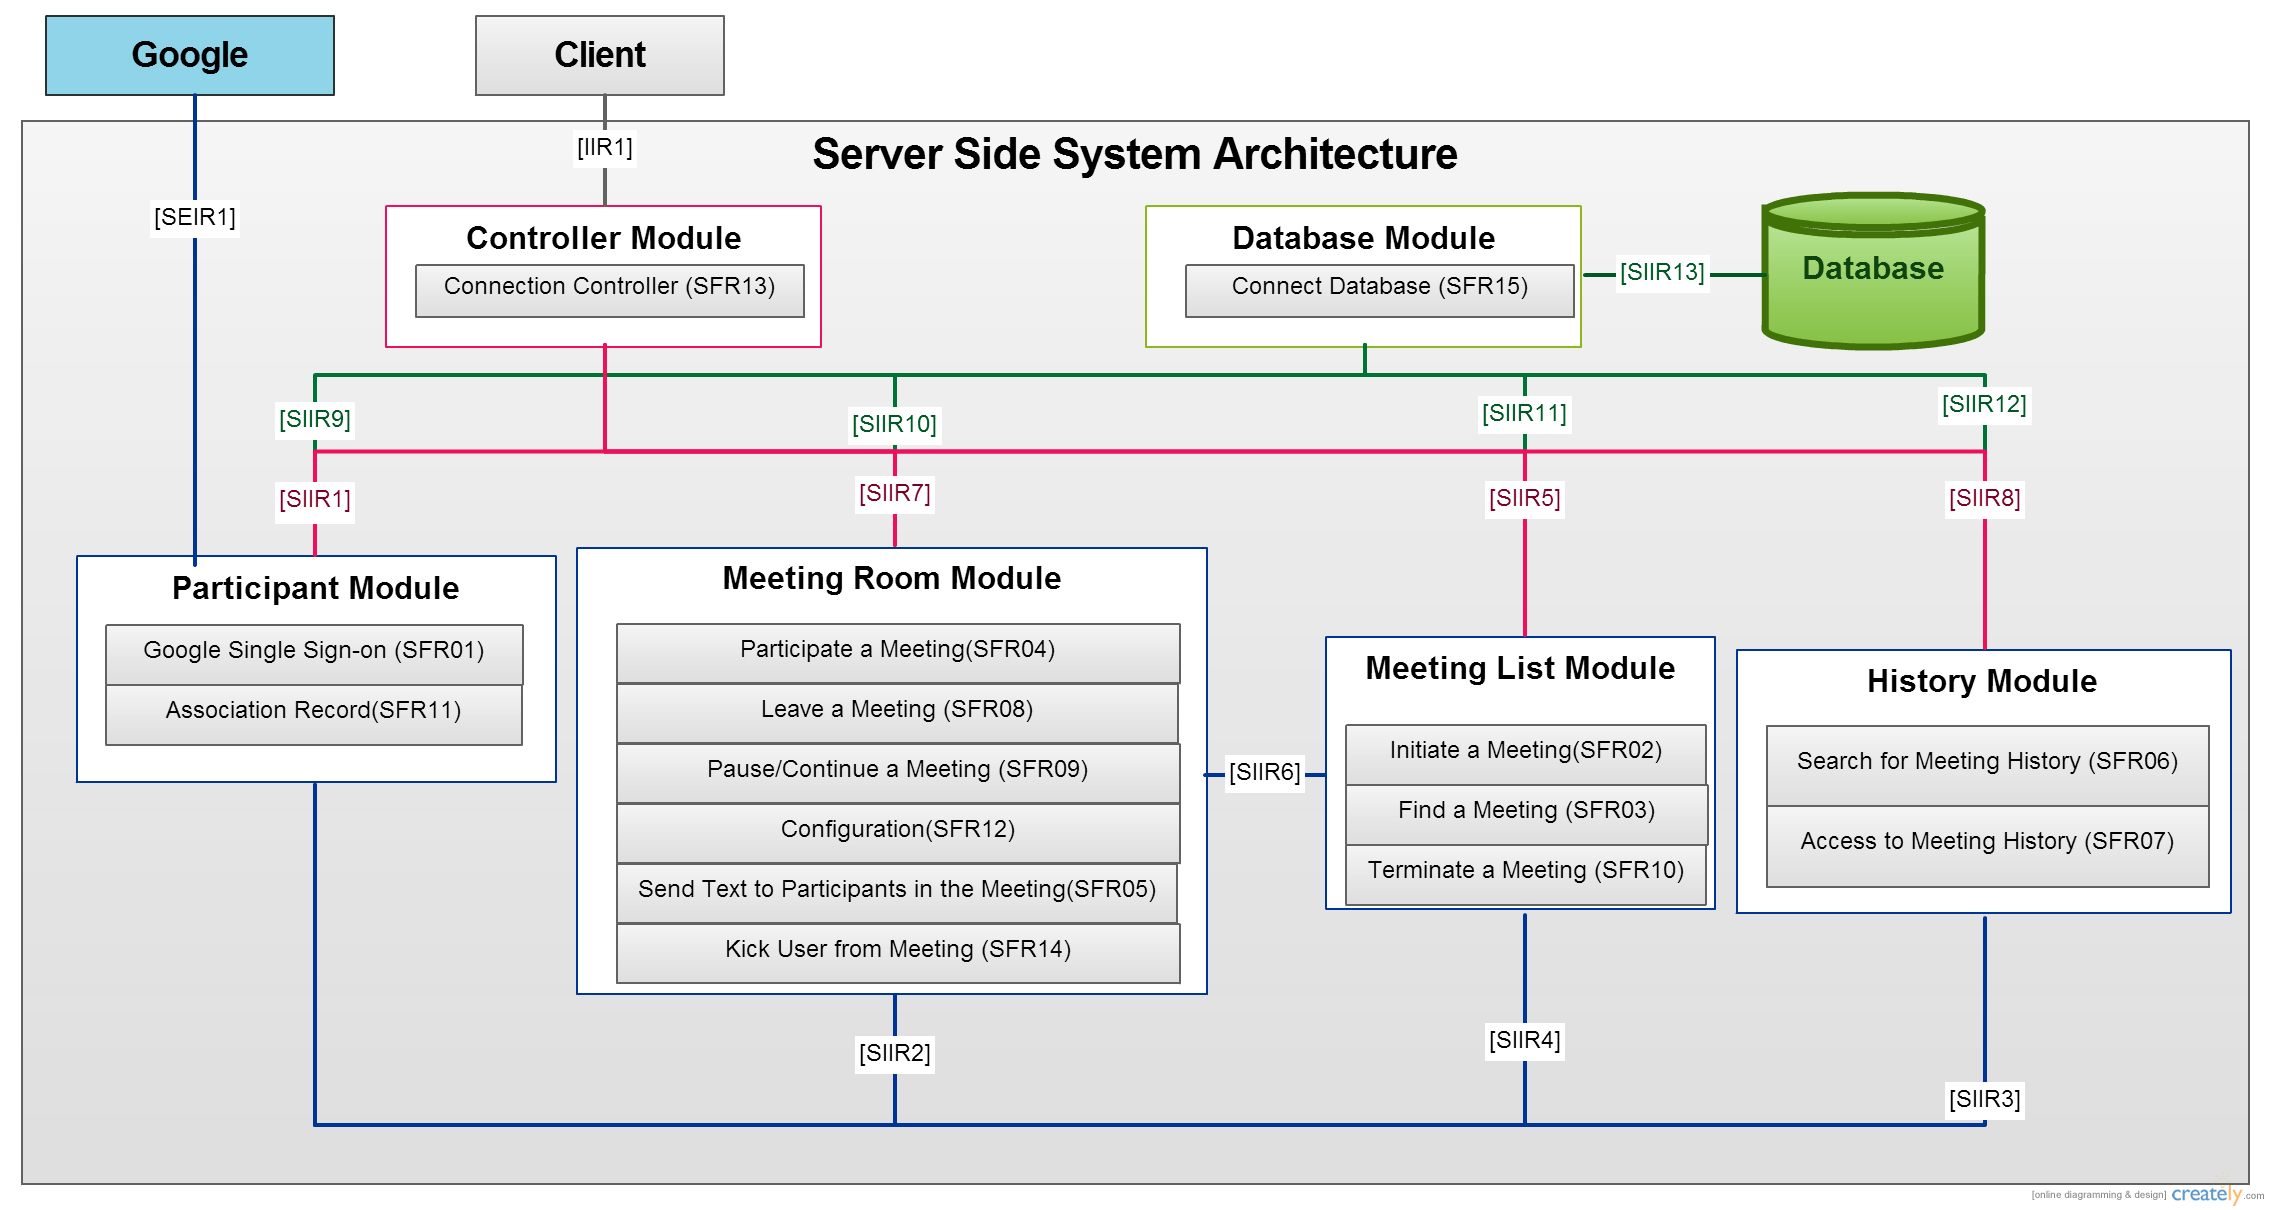 Google
Client
[IIR1]
Server Side System Architecture
[SEIR1]
Controller Module
Connection Controller (SFR13)
Database Module
Connect Database (SFR15)
[SIIR13]
Database
[SIIR9]
[SIIR10]
[SIIR11]
[SIIR12]
[SIIR1]
[SIIR7]
[SIIR5]
[SIIR8]
Participant Module
Google Single Sign-on (SFR01)
Association Record(SFR11)
Meeting Room Module
Participate a Meeting(SFR04)
Leave a Meeting (SFR08)
Pause/Continue a Meeting (SFR09)
Configuration(SFR12)
Send Text to Participants in the Meeting(SFR05)
Kick User from Meeting (SFR14)
[SIIR6]
Meeting List Module
Initiate a Meeting(SFR02)
Find a Meeting (SFR03)
Terminate a Meeting (SFR10)
History Module
Search for Meeting History (SFR06)
Access to Meeting History (SFR07)
[SIIR2]
[SIIR4]
[SIIR3]
[online diagramming & design] creately.com